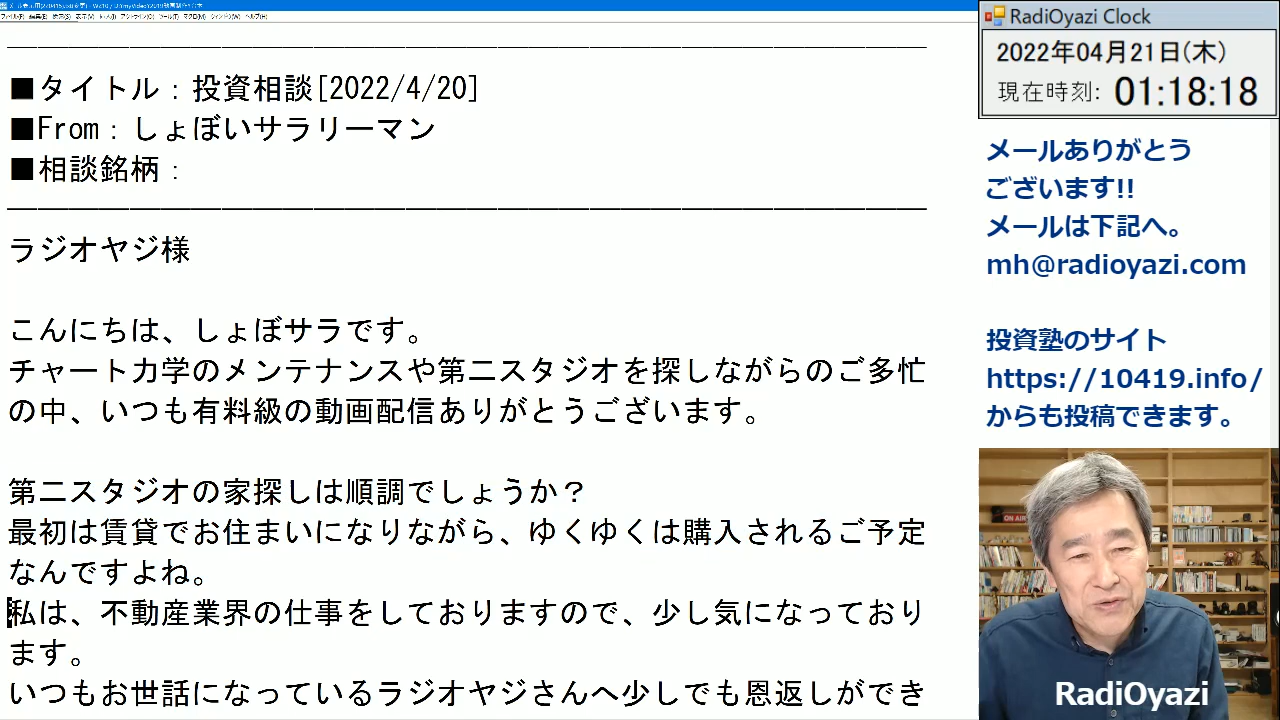 ■タイトル：投資相談[2022/4/20]
■From：しょぼいサラリーマン
■相談銘柄：
ラジオヤジ様
こんにちは、しょぼサラです。
チャート力学のメンテナンスや第二スタジオを探しながらのご多忙
の中、いつも有料級の動画配信ありがとうございます。
第二スタジオの家探しは順調でしょうか？
最初は賃貸でお住まいになりながら、ゆくゆくは購入されるご予定
なんですよね。
私は、不動産業界の仕事をしておりますので、少し気になっており
ます。
いつもお世話になっているラジオヤジさんへ少しでも恩返しができ
RadiOyazi Clock
2022年04月21日(木)
現在時刻: 01:18:18
メールありがとう
ございます!!
メールは下記へ。
mh@radioyazi.com
投資塾のサイト
https://10419.info/
からも投稿できます。
ON AIR
RadiOyazi